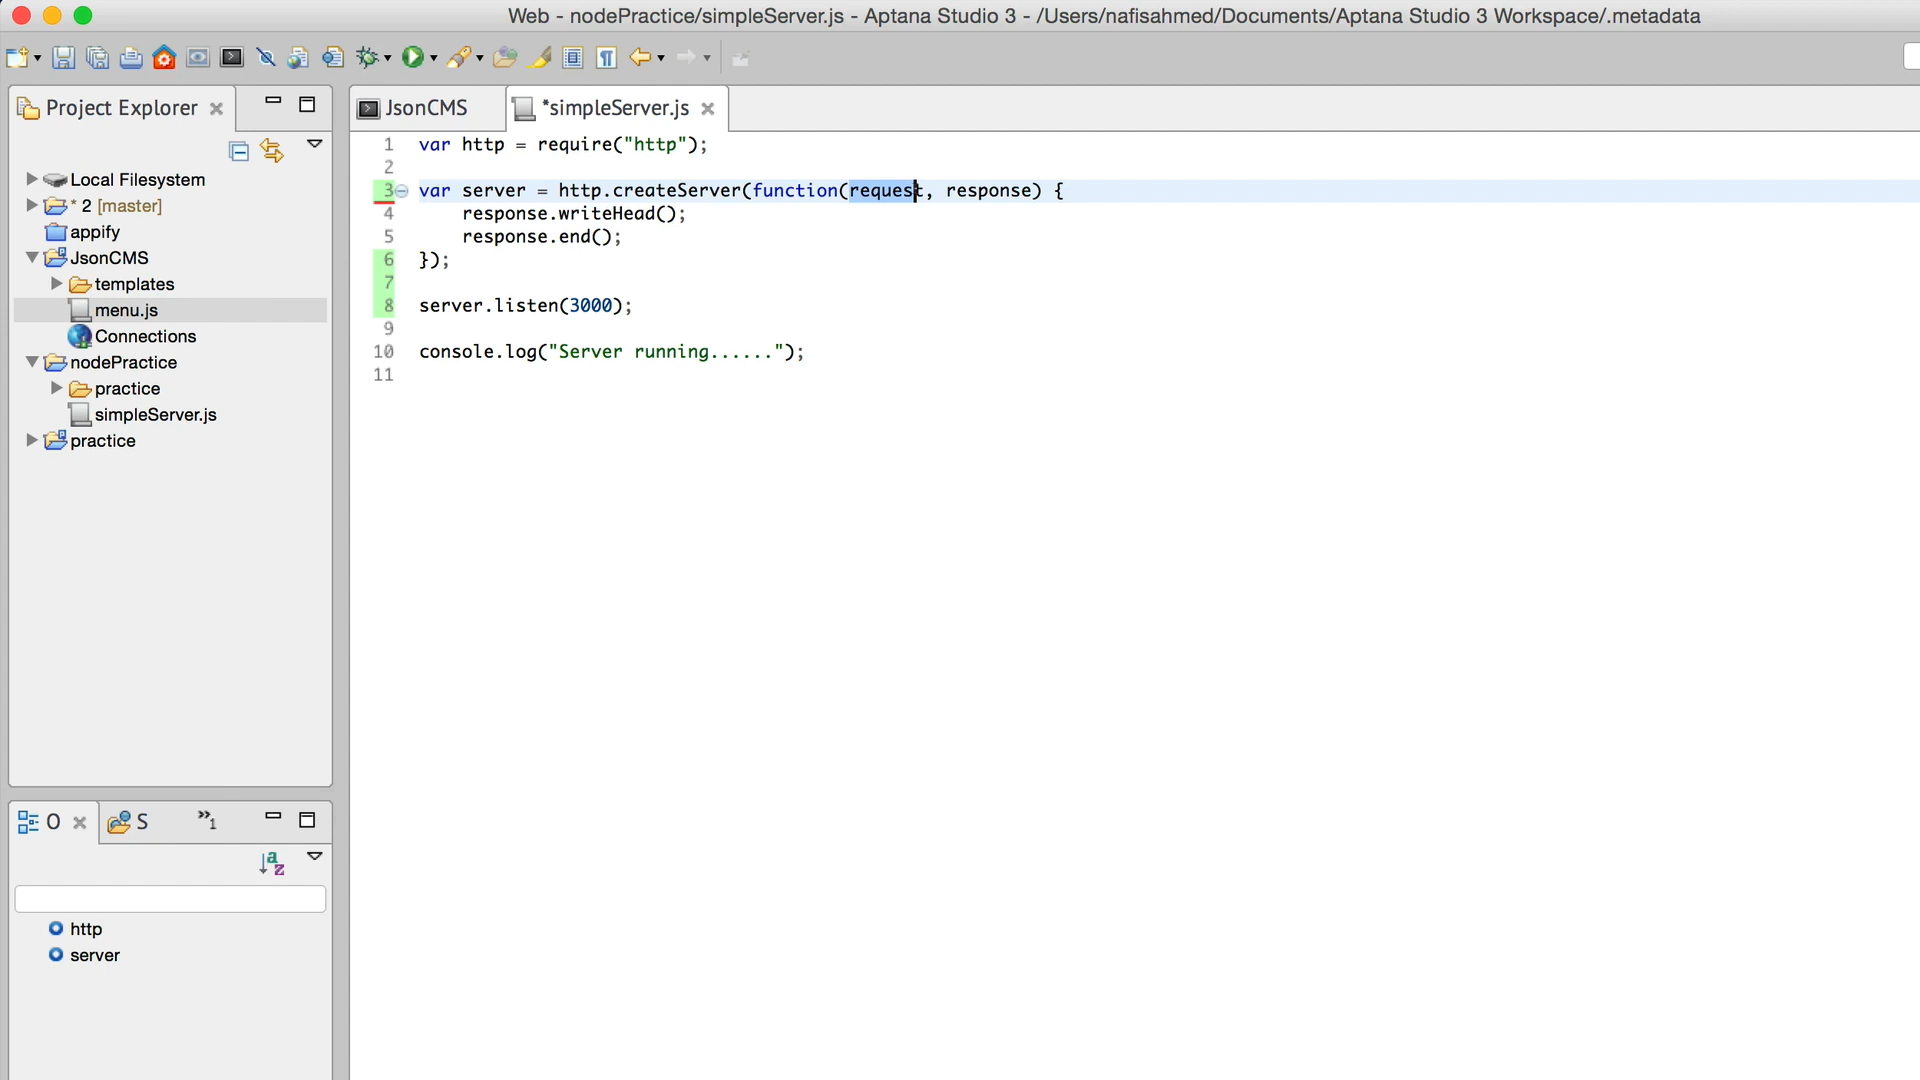 Web - nodePractice/simpleServer.js - Aptana Studio 3 - /Users/nafisahmed/Documents/Aptana Studio 3 Workspace/.metadata
Project Explorer
JsonCMS
*simpleServer.js
Local Filesystem
* 2 [master]
appify
JsonCMS
templates
menu.js
Connections
nodePractice
practice
simpleServer.js
practice
1 var http = require("http");
2
3 var server = http.createServer(function(request, response) {
4 response.writeHead();
5 response.end();
6 });
7
8 server.listen(3000);
9
10 console.log("Server running......");
11
O
S
»1
http
server